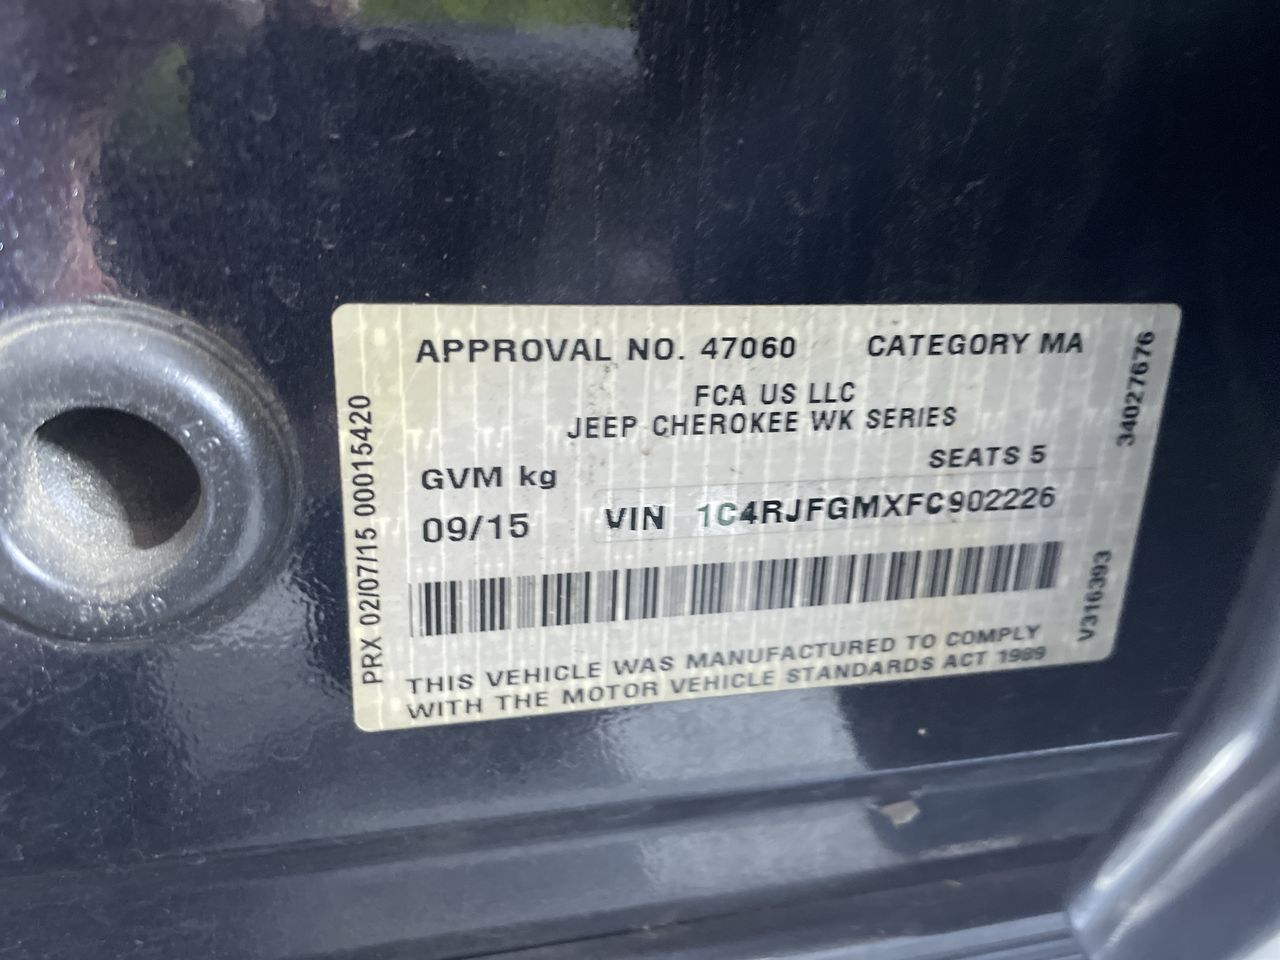 APPROVAL NO. 47060 CATEGORY MA
FCA US LLC
JEEP CHEROKEE WK SERIES
SEATS 5
GVM kg
09/15 VIN 1C4RJFGMXFC902226
THIS VEHICLE WAS MANUFACTURED TO COMPLY
WITH THE MOTOR VEHICLE STANDARDS ACT 1989
PRX 02/07/15 00015420
34027676
V316393